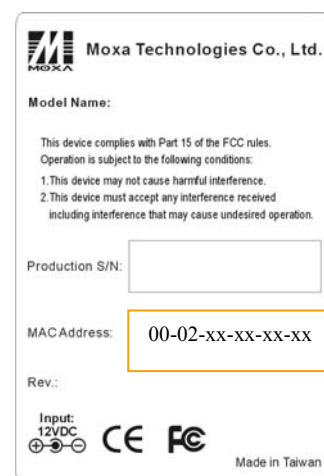 MOXA
Moxa Technologies Co., Ltd.
Model Name:
This device complies with Part 15 of the FCC rules.
Operation is subject to the following conditions:
1.This device may not cause harmful interference.
2.This device must accept any interference received
including interference that may cause undesired operation.
Production S/N:
MAC Address: 00-02-xx-xx-xx-xx
Rev.:
Input:
12VDC
CE FC
Made in Taiwan